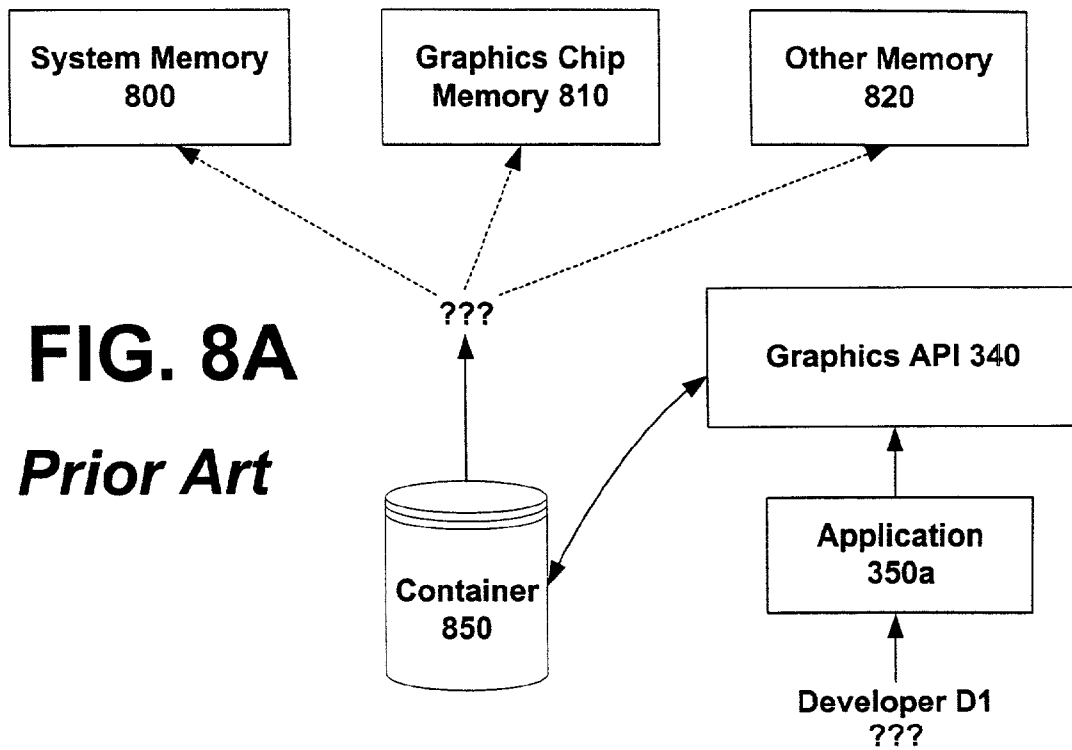 System Memory
800
Graphics Chip
Memory 810
Other Memory
820
???
FIG. 8A
Prior Art
Graphics API 340
Container
850
Application
350a
Developer D1
???